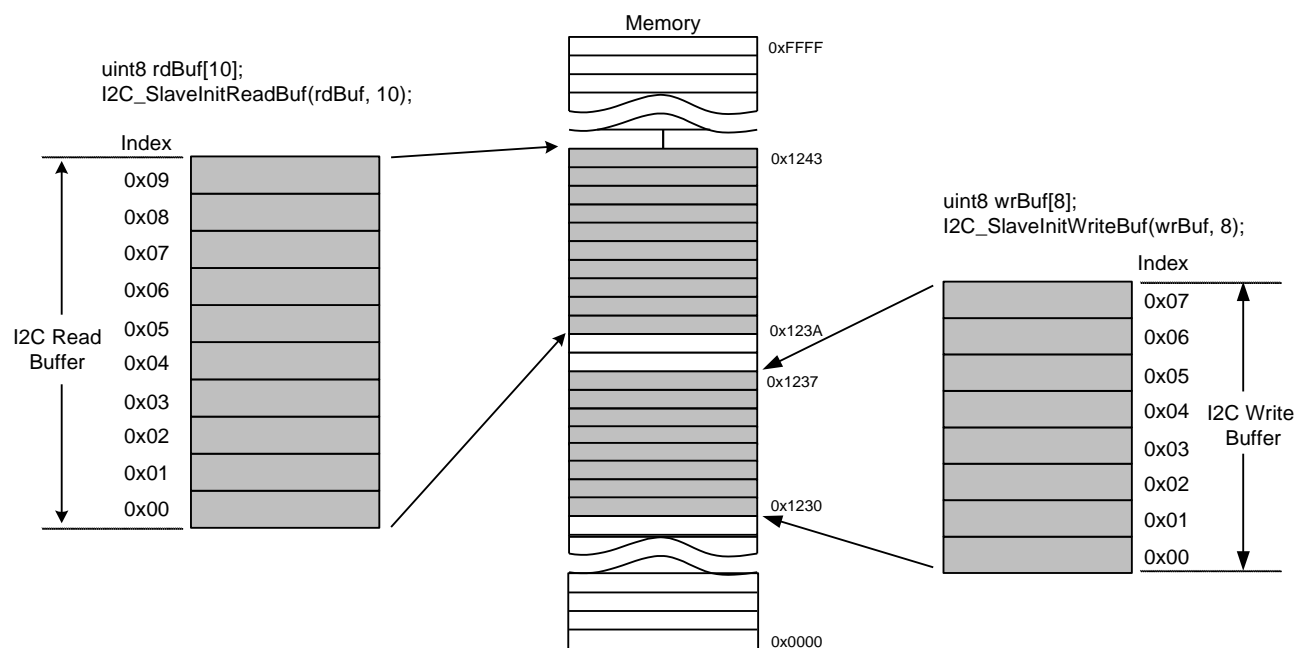 Memory
0xFFFF
uint8 rdBuf[10];
I2C_SlaveInitReadBuf(rdBuf, 10);
Index
0x09
0x08
0x07
0x06
0x05
0x04
0x03
0x02
0x01
0x00
I2C Read
Buffer
0x1243
0x123A
0x1237
0x1230
0x0000
uint8 wrBuf[8];
I2C_SlaveInitWriteBuf(wrBuf, 8);
Index
0x07
0x06
0x05
0x04
0x03
0x02
0x01
0x00
I2C Write
Buffer